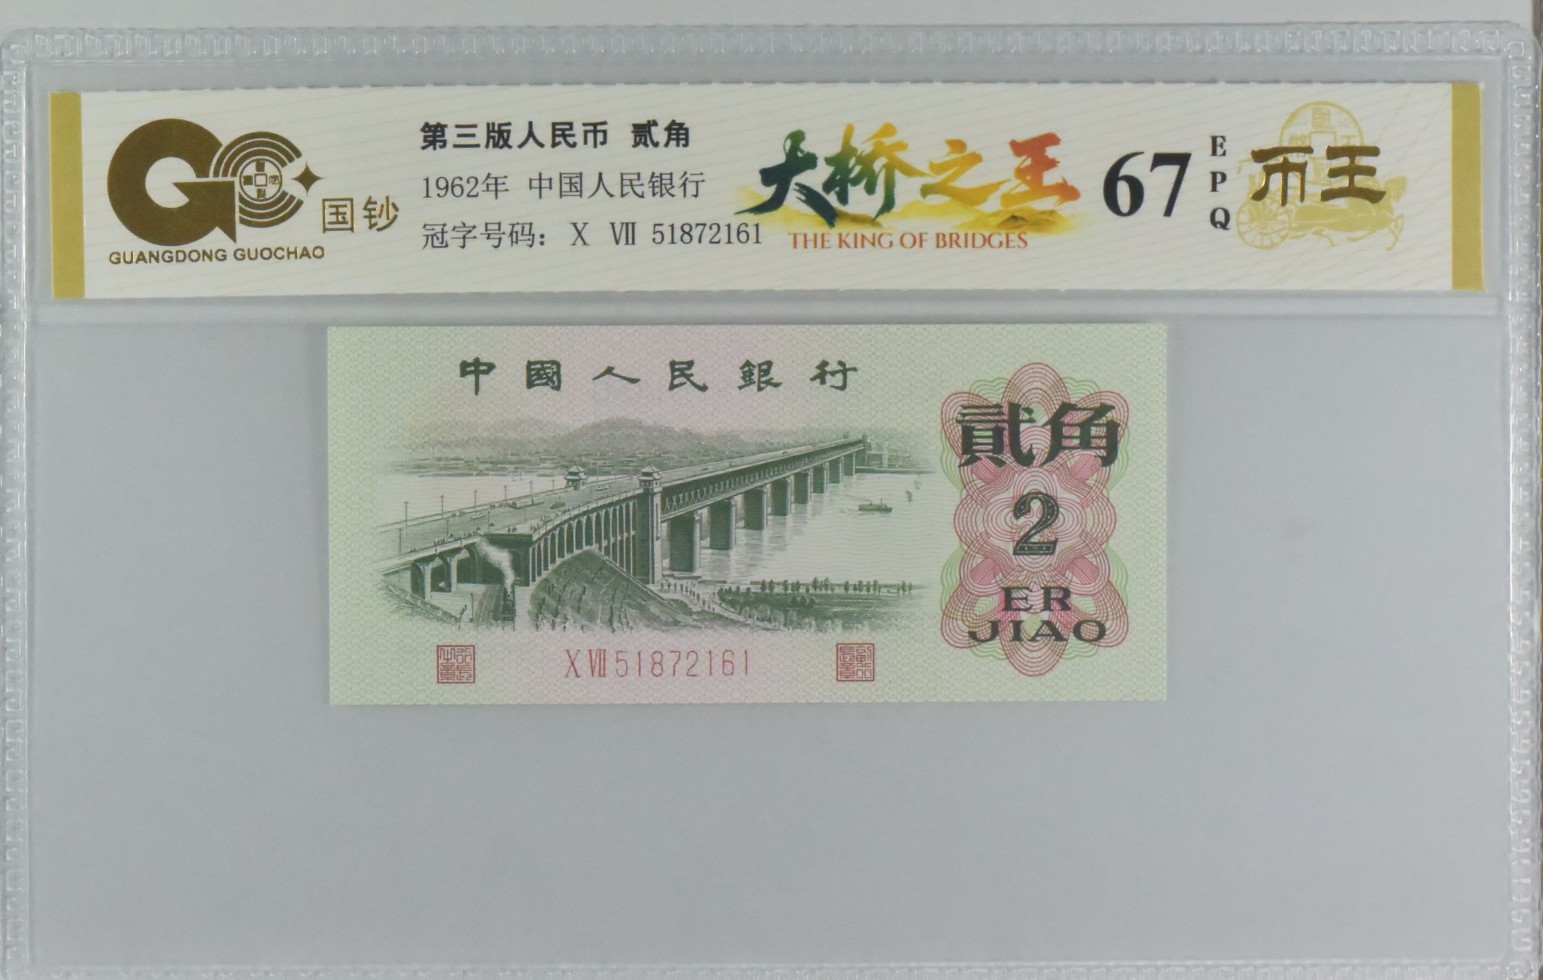 GUANGDONG GUOCHAO
国钞
第三版人民币 贰角
1962年 中国人民银行
冠字号码: X Ⅶ 51872161
大桥之王
THE KING OF BRIDGES
67
EPQ
币王
中國人民銀行
貳角
2
ER
JIAO
X Ⅶ 51872161